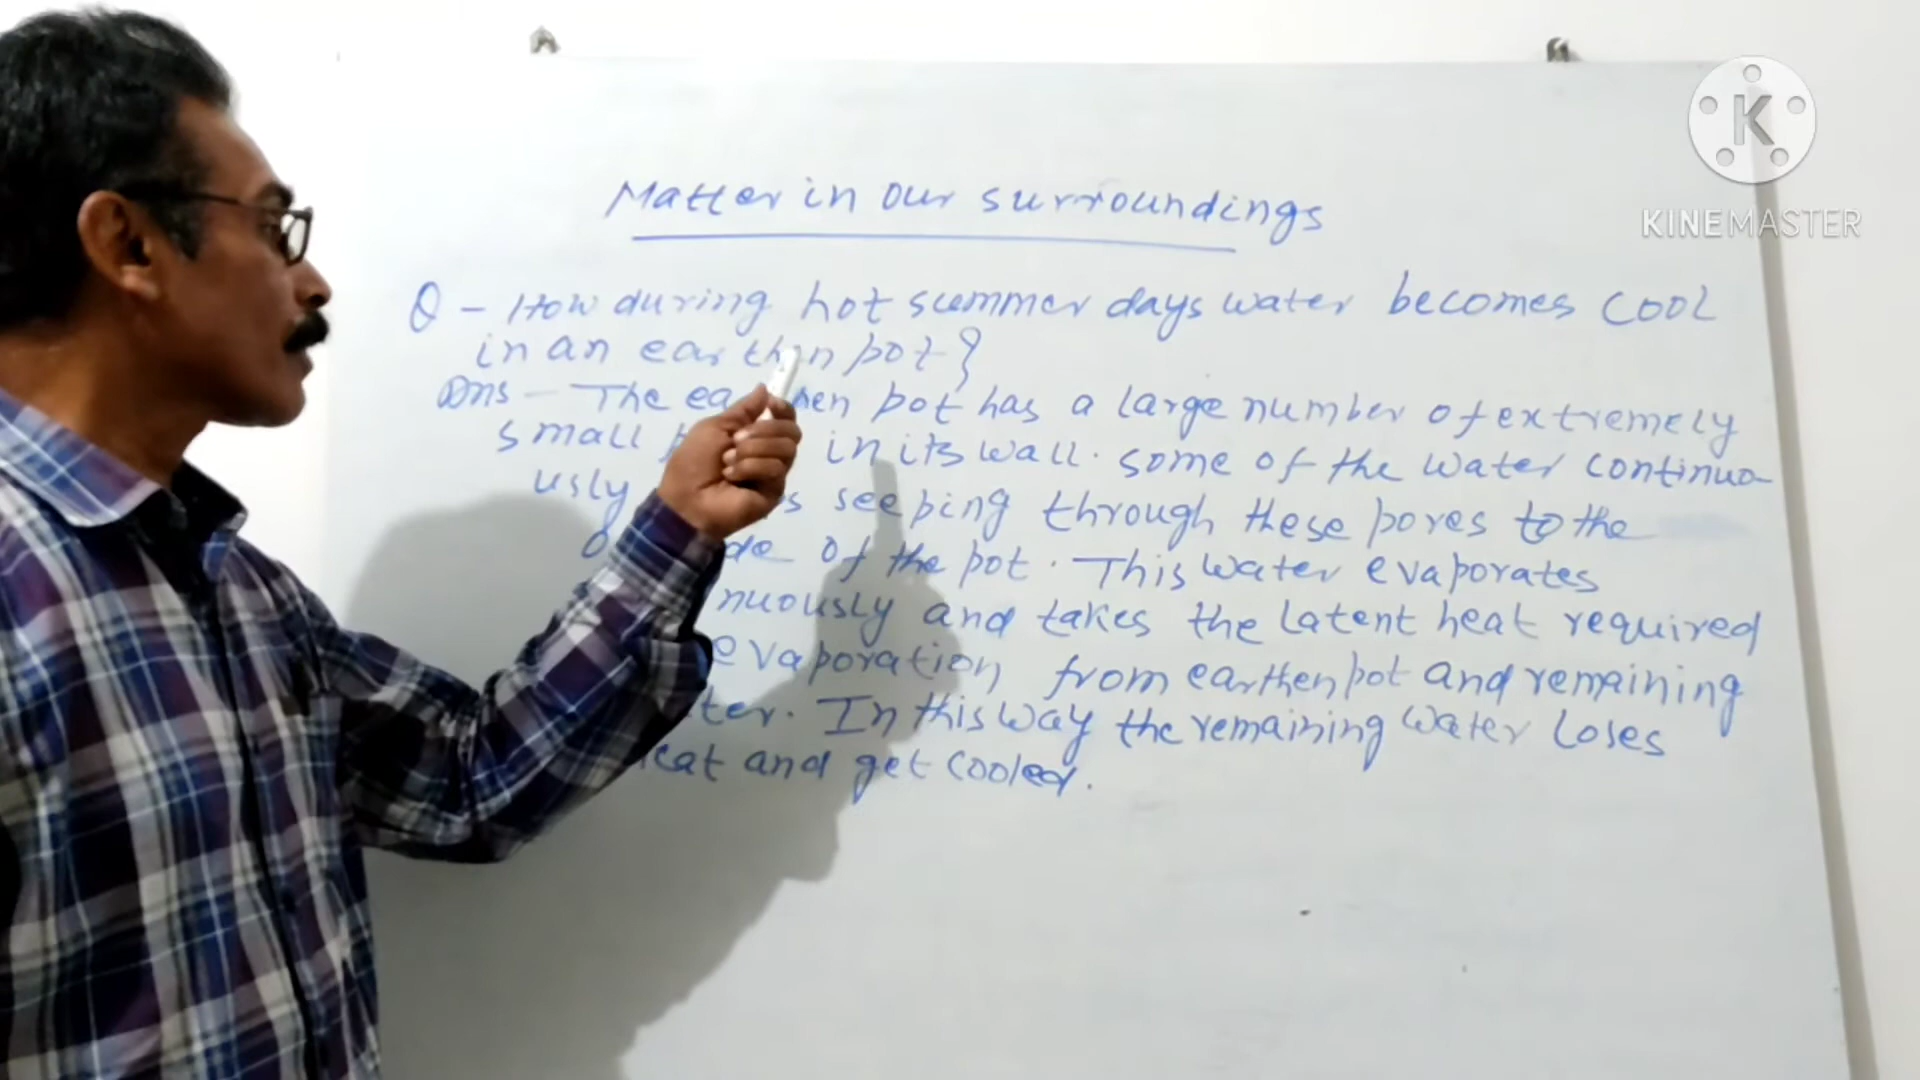 Matter in our surroundings
Q - How during hot summer days water becomes cool
in an earthen pot?
Ans - The earthen pot has a large number of extremely
small in its wall. some of the water continuo-
usly seeping through these pores to the
of the pot. This water evaporates
nuously and takes the latent heat required
evaporation from earthen pot and remaining
ter. In this way the remaining water loses
eat and get cooled.
K
KINEMASTER